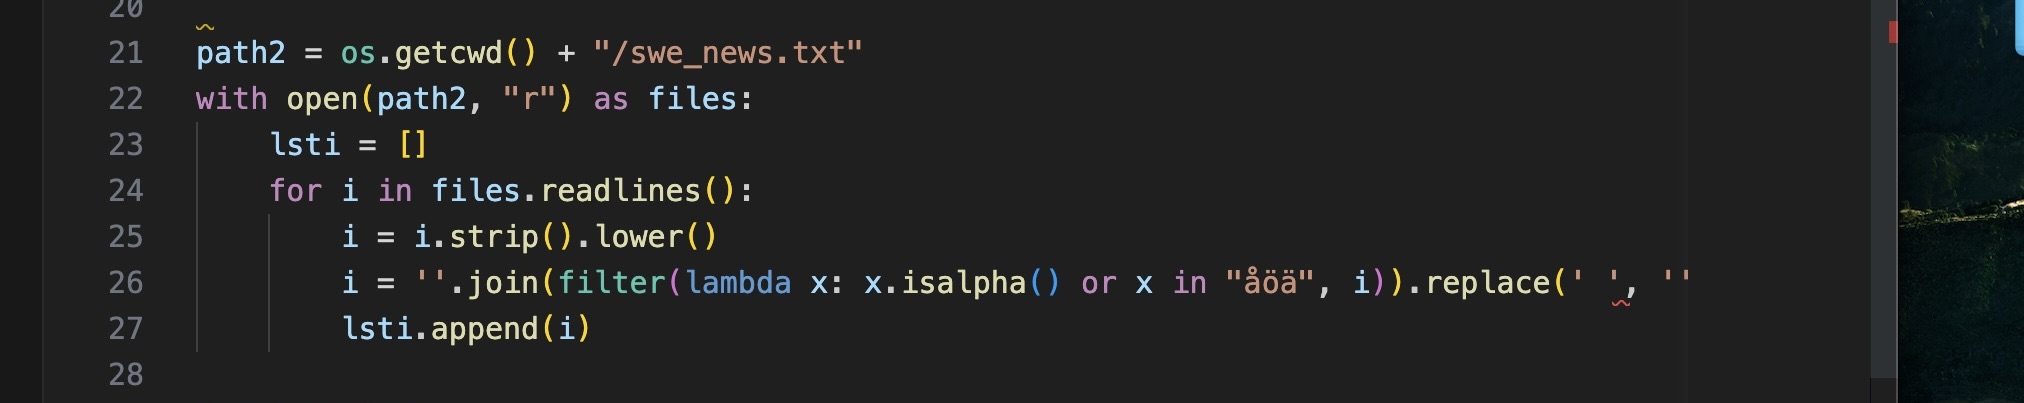 20
21 path2 = os.getcwd() + "/swe_news.txt"
22 with open(path2, "r") as files:
23     lsti = []
24     for i in files.readlines():
25         i = i.strip().lower()
26         i = ''.join(filter(lambda x: x.isalpha() or x in "åöä", i)).replace(' ', ''
27         lsti.append(i)
28